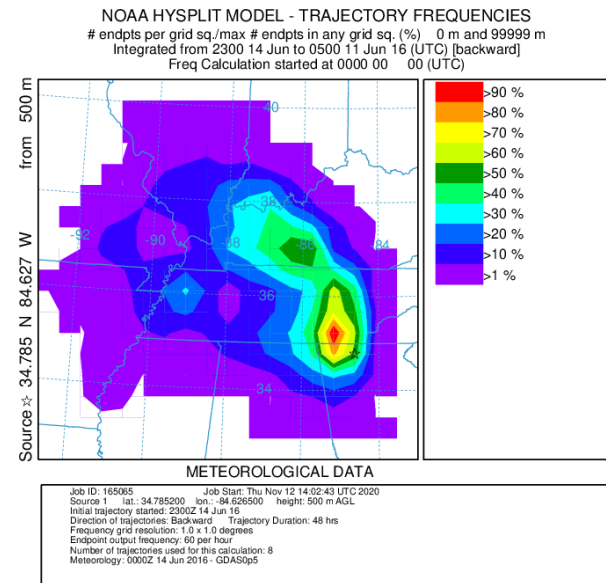 NOAA HYSPLIT MODEL - TRAJECTORY FREQUENCIES
# endpts per grid sq./max # endpts in any grid sq. (%) 0 m and 99999 m
Integrated from 2300 14 Jun to 0500 11 Jun 16 (UTC) [backward]
Freq Calculation started at 0000 00 00 (UTC)
Source ☆ 34.785 N 84.627 W from 500 m
40
-38
-92
-90
-88
-86
-84
36
34
>90 %
>80 %
>70 %
>60 %
>50 %
>40 %
>30 %
>20 %
>10 %
>1 %
METEOROLOGICAL DATA
Job ID: 165065 Job Start: Thu Nov 12 14:02:43 UTC 2020
Source 1 lat.: 34.785200 lon.: -84.626500 height: 500 m AGL
Initial trajectory started: 2300Z 14 Jun 16
Direction of trajectories: Backward Trajectory Duration: 48 hrs
Frequency grid resolution: 1.0 x 1.0 degrees
Endpoint output frequency: 60 per hour
Number of trajectories used for this calculation: 8
Meteorology: 0000Z 14 Jun 2016 - GDAS0p5